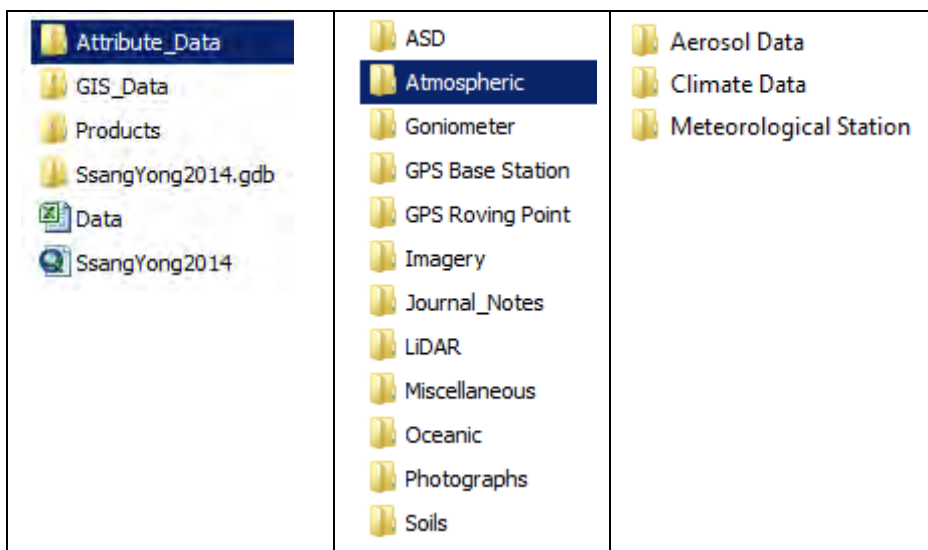 Attribute_Data
GIS_Data
Products
SsangYong2014.gdb
Data
SsangYong2014
ASD
Atmospheric
Goniometer
GPS Base Station
GPS Roving Point
Imagery
Journal_Notes
LiDAR
Miscellaneous
Oceanic
Photographs
Soils
Aerosol Data
Climate Data
Meteorological Station